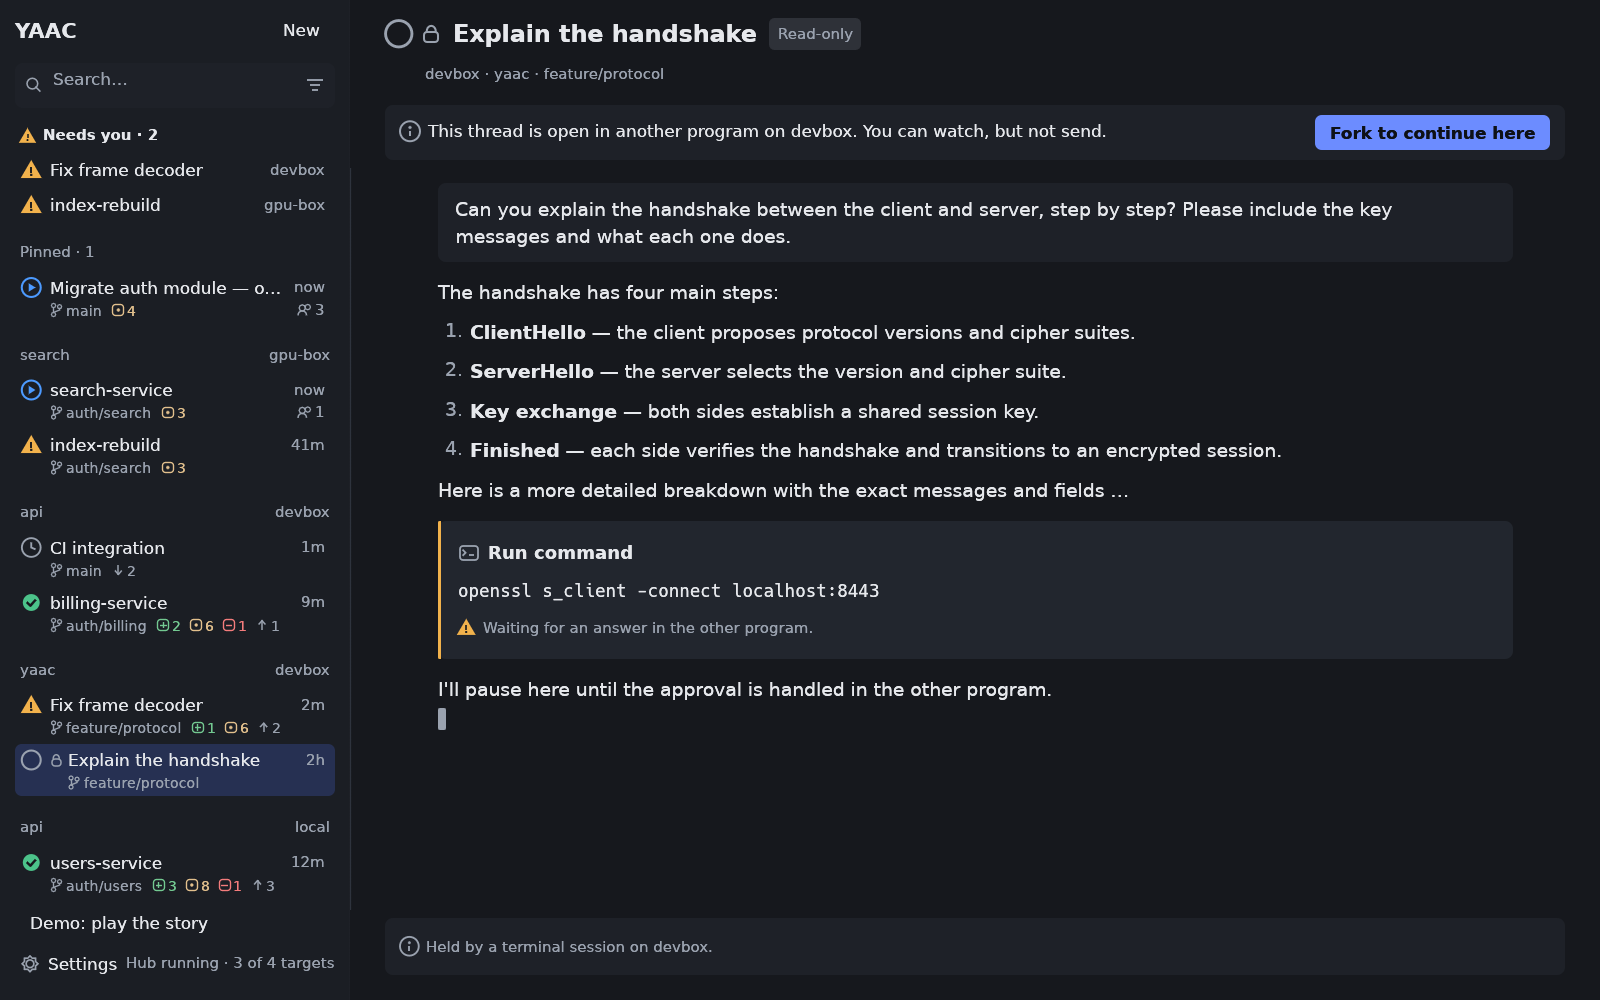 YAAC
New
Search…
Needs you · 2
Fix frame decoder devbox
index-rebuild gpu-box
Pinned · 1
Migrate auth module — o… now
main 4 3
search gpu-box
search-service now
auth/search 3 1
index-rebuild 41m
auth/search 3
api devbox
CI integration 1m
main 2
billing-service 9m
auth/billing 2 6 1 1
yaac devbox
Fix frame decoder 2m
feature/protocol 1 6 2
Explain the handshake 2h
feature/protocol
api local
users-service 12m
auth/users 3 8 1 3
Demo: play the story
Settings Hub running · 3 of 4 targets
Explain the handshake Read-only
devbox · yaac · feature/protocol
This thread is open in another program on devbox. You can watch, but not send.
Fork to continue here
Can you explain the handshake between the client and server, step by step? Please include the key
messages and what each one does.
The handshake has four main steps:
1. ClientHello — the client proposes protocol versions and cipher suites.
2. ServerHello — the server selects the version and cipher suite.
3. Key exchange — both sides establish a shared session key.
4. Finished — each side verifies the handshake and transitions to an encrypted session.
Here is a more detailed breakdown with the exact messages and fields …
Run command
openssl s_client -connect localhost:8443
Waiting for an answer in the other program.
I'll pause here until the approval is handled in the other program.
Held by a terminal session on devbox.